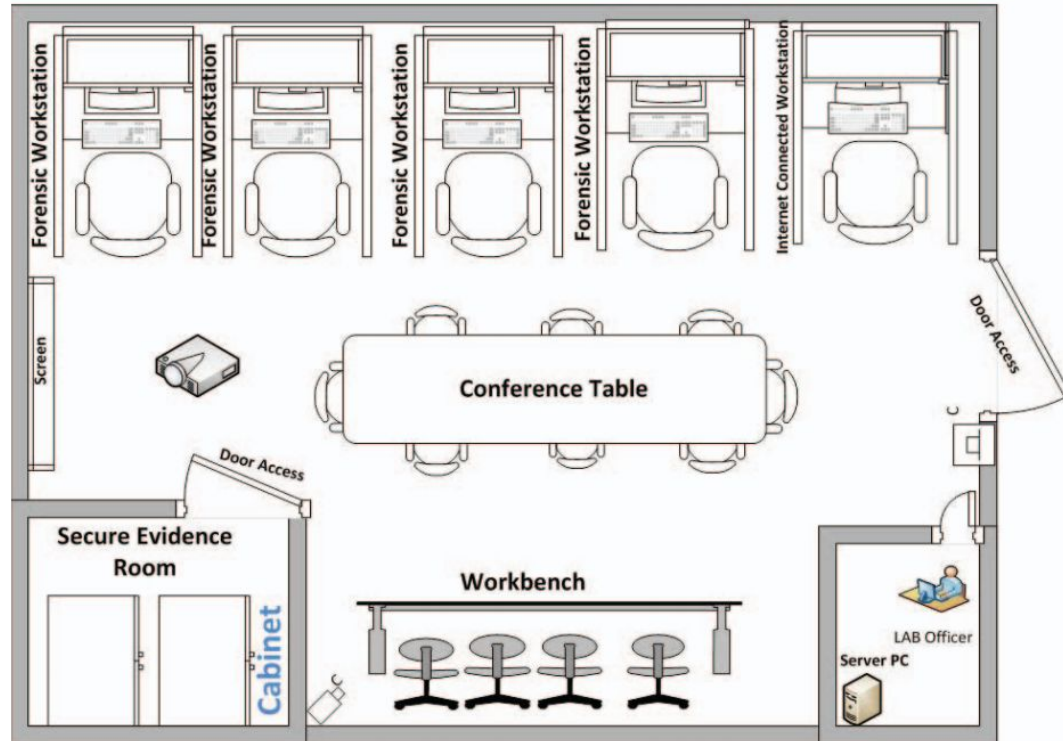 Forensic Workstation
Forensic Workstation
Forensic Workstation
Forensic Workstation
Internet Connected Workstation
Door Access
Screen
Conference Table
C
Door Access
Secure Evidence
Room
Cabinet
Workbench
C
LAB Officer
Server PC